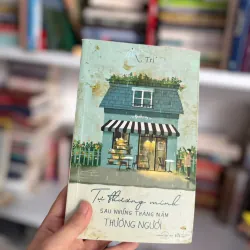 Tự thương mình
SAU NHỮNG THÁNG NĂM
THƯƠNG NGƯỜI